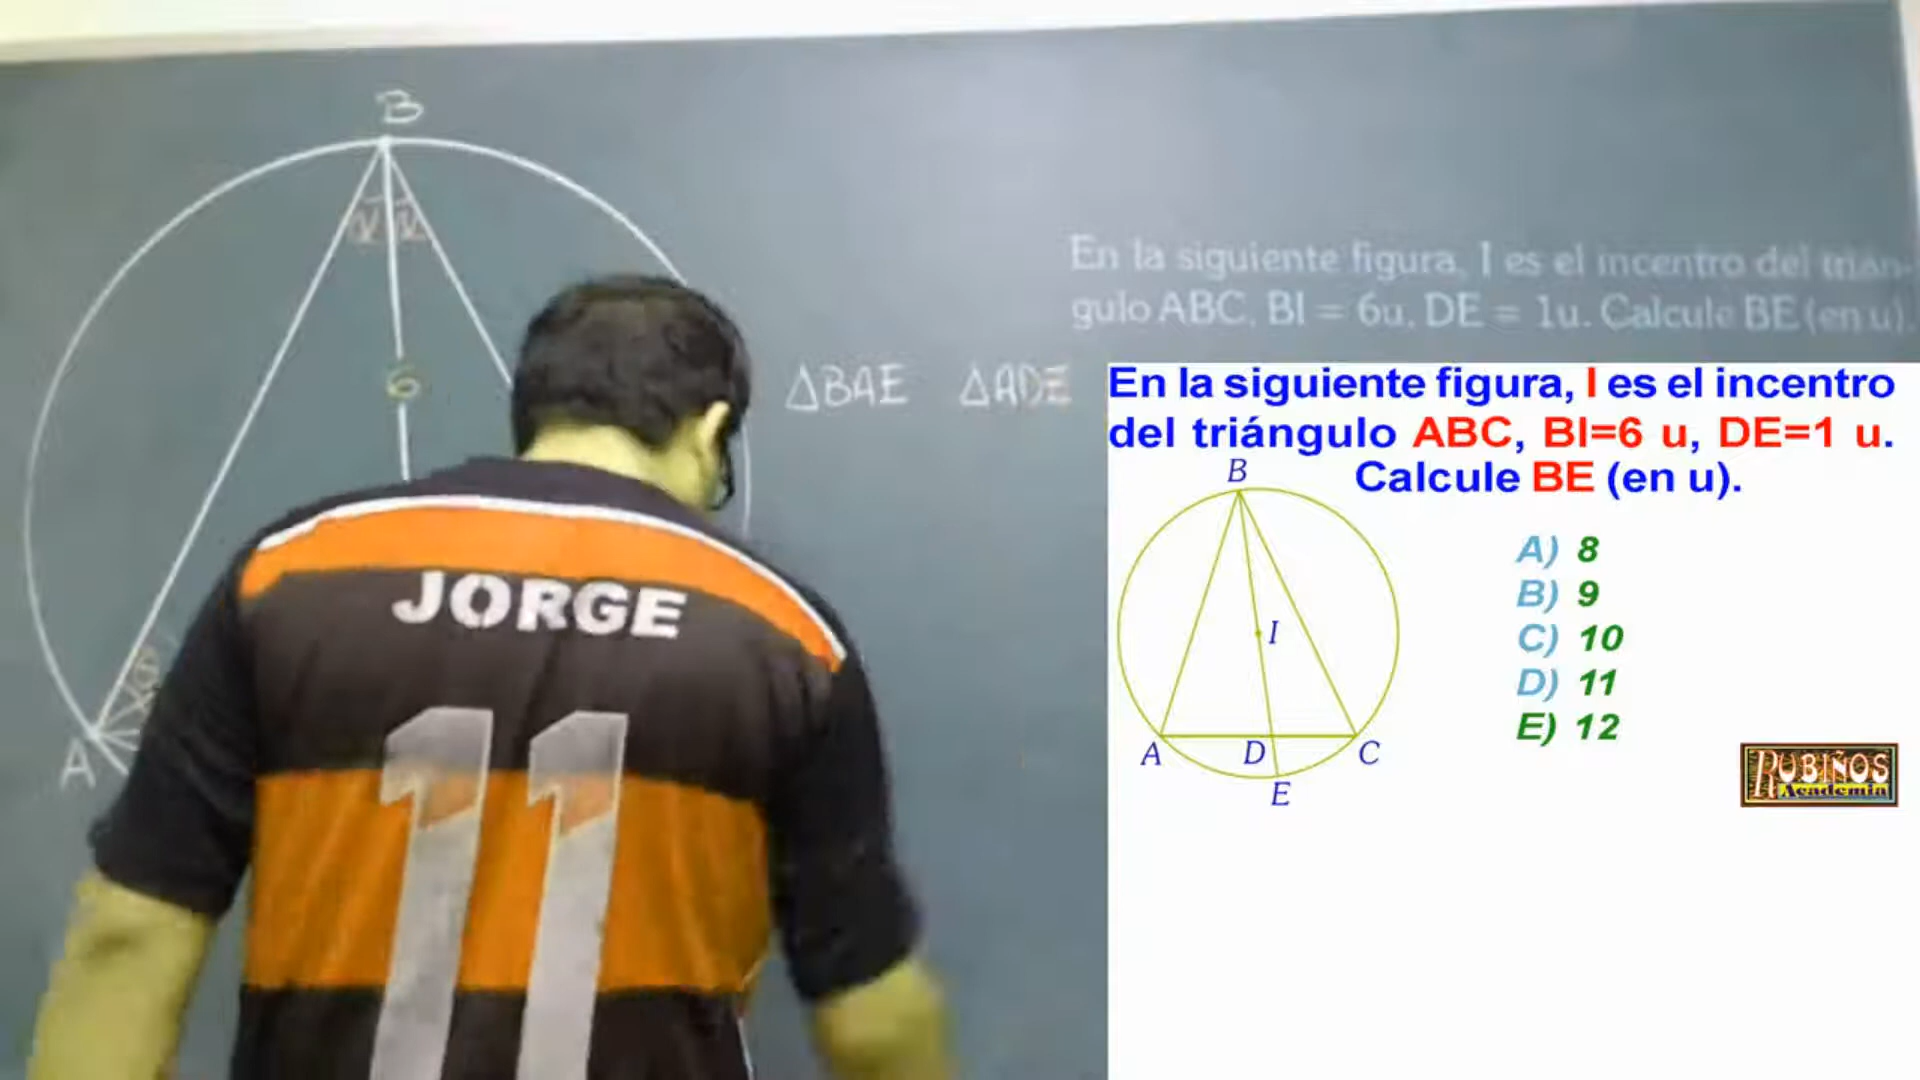 B
6
A
ΔBAE ΔADE
En la siguiente figura, I es el incentro del trián-
gulo ABC, BI = 6u, DE = 1u. Calcule BE (en u).
JORGE
11
En la siguiente figura, I es el incentro
del triángulo ABC, BI=6 u, DE=1 u.
Calcule BE (en u).
B
I
A D C
E
A) 8
B) 9
C) 10
D) 11
E) 12
RUBIÑOS
Academia